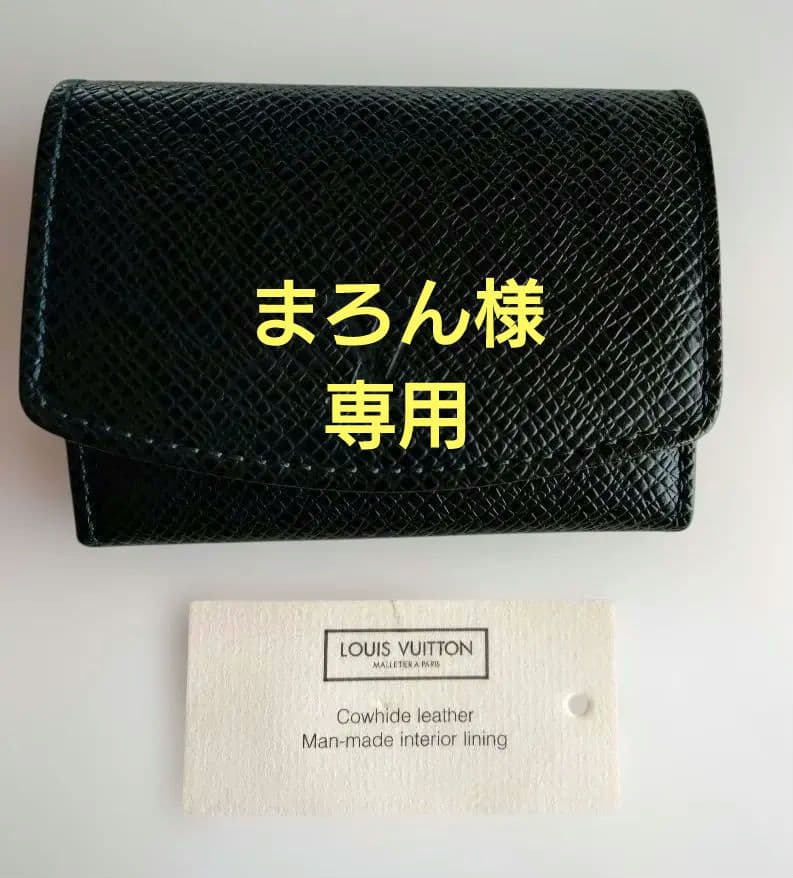 まろん様
専用
LOUIS VUITTON
MALLETIER A PARIS
Cowhide leather
Man-made interior lining